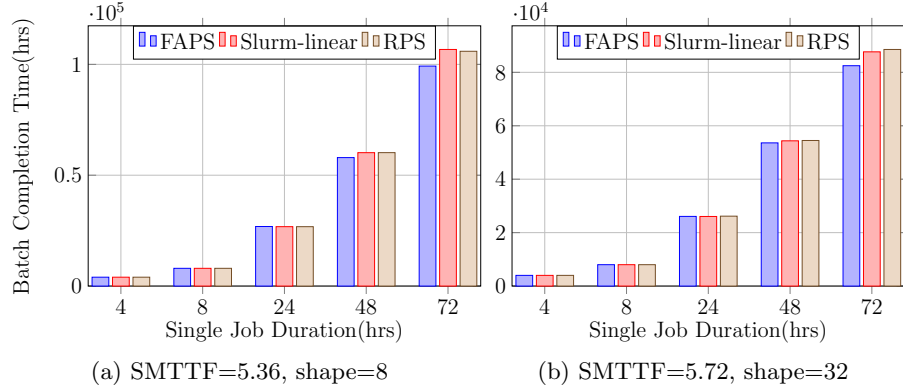 ·10^5
FAPS Slurm-linear RPS
1
0.5
0
4 8 24 48 72
Single Job Duration(hrs)
Batch Completion Time(hrs)
(a) SMTTF=5.36, shape=8
·10^4
FAPS Slurm-linear RPS
8
6
4
2
0
4 8 24 48 72
Single Job Duration(hrs)
(b) SMTTF=5.72, shape=32